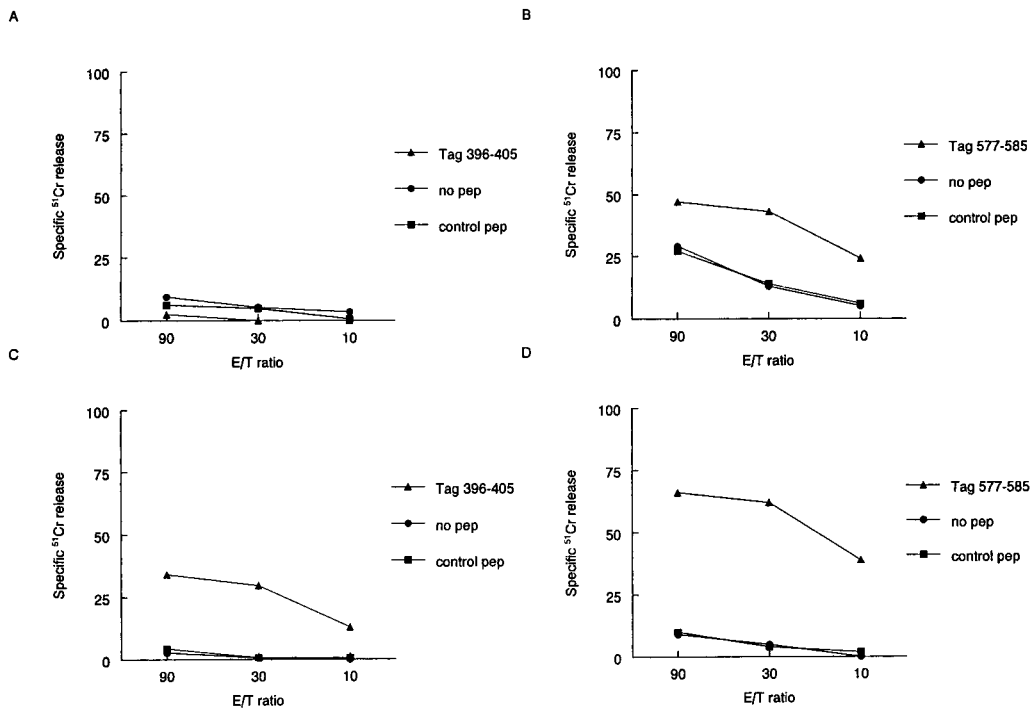 A
Specific ⁵¹Cr release
100
75
50
25
0
90
30
10
E/T ratio
Tag 396-405
no pep
control pep
B
Specific ⁵¹Cr release
100
75
50
25
0
90
30
10
E/T ratio
Tag 577-585
no pep
control pep
C
Specific ⁵¹Cr release
100
75
50
25
0
90
30
10
E/T ratio
Tag 396-405
no pep
control pep
D
Specific ⁵¹Cr release
100
75
50
25
0
90
30
10
E/T ratio
Tag 577-585
no pep
control pep